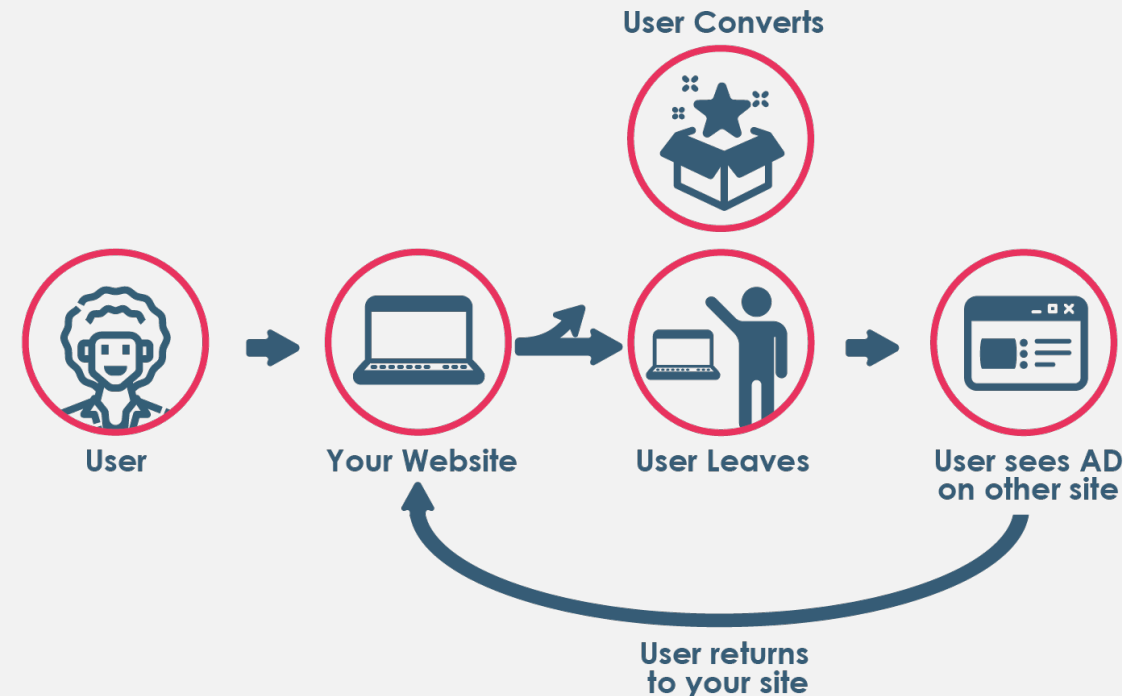 User Converts
User
Your Website
User Leaves
User sees AD
on other site
User returns
to your site